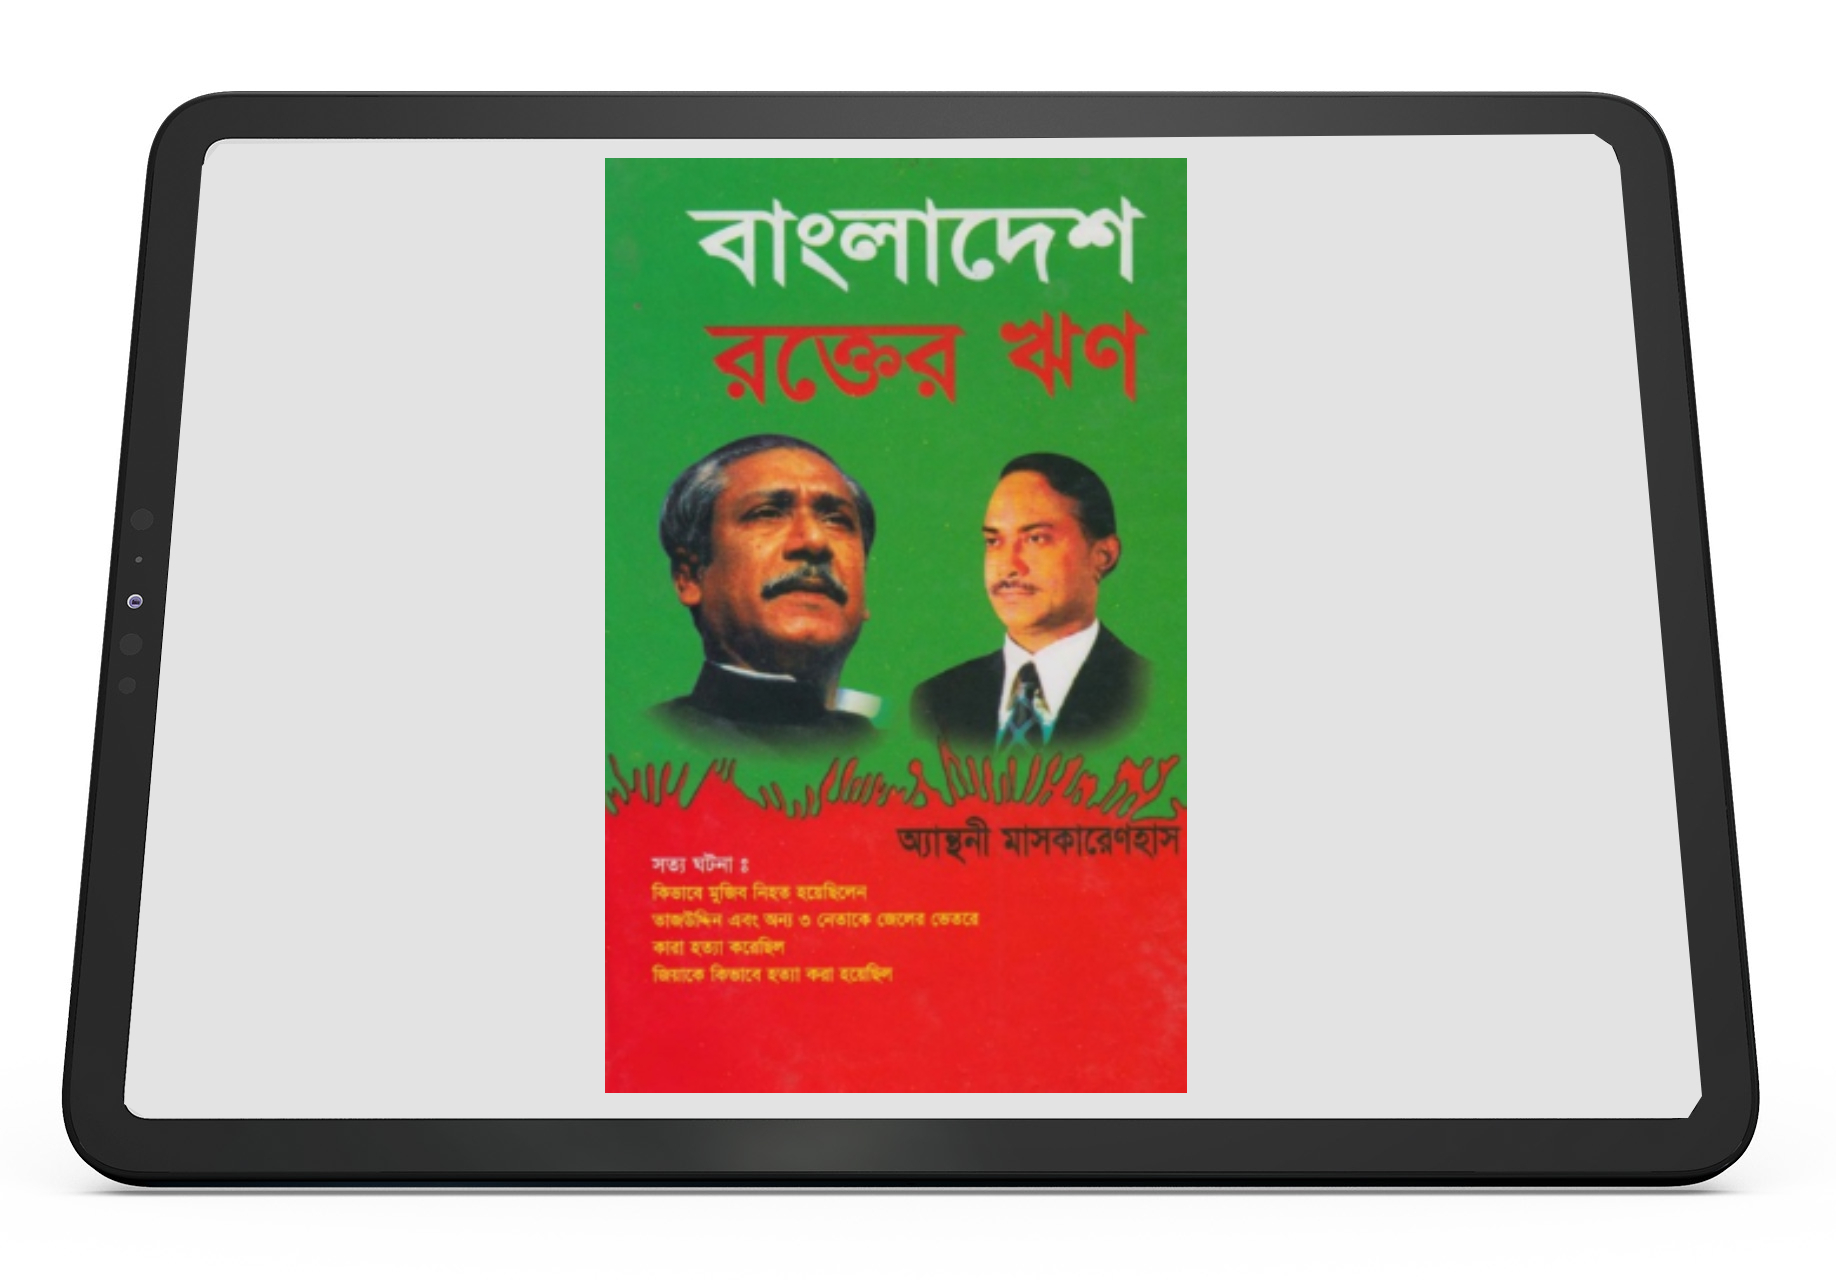 বাংলাদেশ
রক্তের ঋণ
অ্যান্থনী মাসকারেণহাস
সত্য ঘটনা ঃ
কিভাবে মুজিব নিহত হয়েছিলেন
তাজউদ্দিন এবং অন্য ৩ নেতাকে জেলের ভেতরে
কারা হত্যা করেছিল
জিয়াকে কিভাবে হত্যা করা হয়েছিল